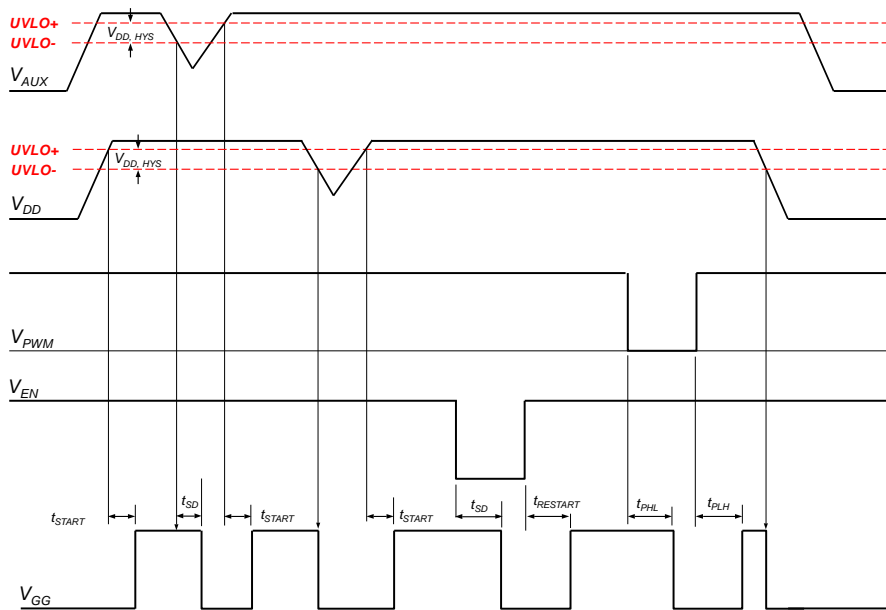 UVLO+
V_DD, HYS
UVLO-
V_AUX
UVLO+
V_DD, HYS
UVLO-
V_DD
V_PWM
V_EN
t_START
t_SD
t_START
t_START
t_SD
t_RESTART
t_PHL
t_PLH
V_GG